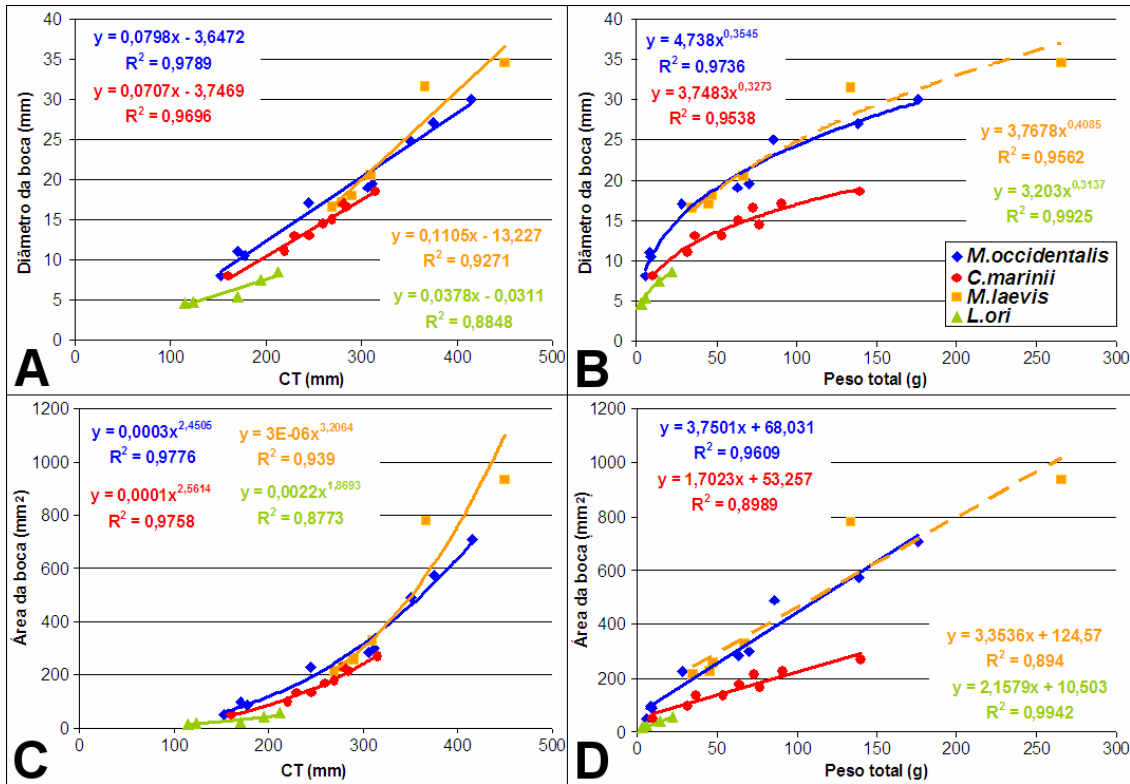 40
35
30
25
20
15
10
5
0
Diâmetro da boca (mm)
y = 0,0798x - 3,6472
R² = 0,9789
y = 0,0707x - 3,7469
R² = 0,9696
y = 0,1105x - 13,227
R² = 0,9271
y = 0,0378x - 0,0311
R² = 0,8848
0 100 200 300 400 500
CT (mm)
A
40
35
30
25
20
15
10
5
0
Diâmetro da boca (mm)
y = 4,738x^0,3545
R² = 0,9736
y = 3,7483x^0,3273
R² = 0,9538
y = 3,7678x^0,4085
R² = 0,9562
y = 3,203x^0,3137
R² = 0,9925
M.occidentalis
C.marinii
M.laevis
L.ori
0 50 100 150 200 250 300
Peso total (g)
B
1200
1000
800
600
400
200
0
Área da boca (mm²)
y = 0,0003x^2,4505
R² = 0,9776
y = 0,0001x^2,5614
R² = 0,9758
y = 3E-06x^3,2064
R² = 0,939
y = 0,0022x^1,8693
R² = 0,8773
0 100 200 300 400 500
CT (mm)
C
1200
1000
800
600
400
200
0
Área da boca (mm²)
y = 3,7501x + 68,031
R² = 0,9609
y = 1,7023x + 53,257
R² = 0,8989
y = 3,3536x + 124,57
R² = 0,894
y = 2,1579x + 10,503
R² = 0,9942
0 50 100 150 200 250 300
Peso total (g)
D